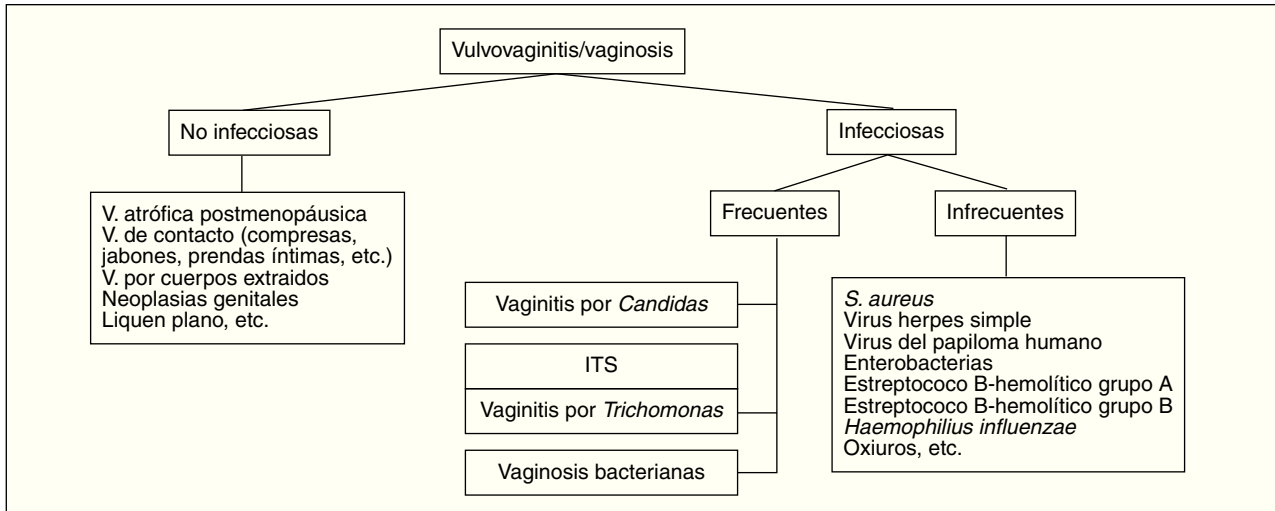 Vulvovaginitis/vaginosis
No infecciosas
Infecciosas
V. atrófica postmenopáusica
V. de contacto (compresas,
jabones, prendas íntimas, etc.)
V. por cuerpos extraidos
Neoplasias genitales
Liquen plano, etc.
Frecuentes
Infrecuentes
Vaginitis por Candidas
ITS
Vaginitis por Trichomonas
Vaginosis bacterianas
S. aureus
Virus herpes simple
Virus del papiloma humano
Enterobacterias
Estreptococo B-hemolítico grupo A
Estreptococo B-hemolítico grupo B
Haemophilius influenzae
Oxiuros, etc.